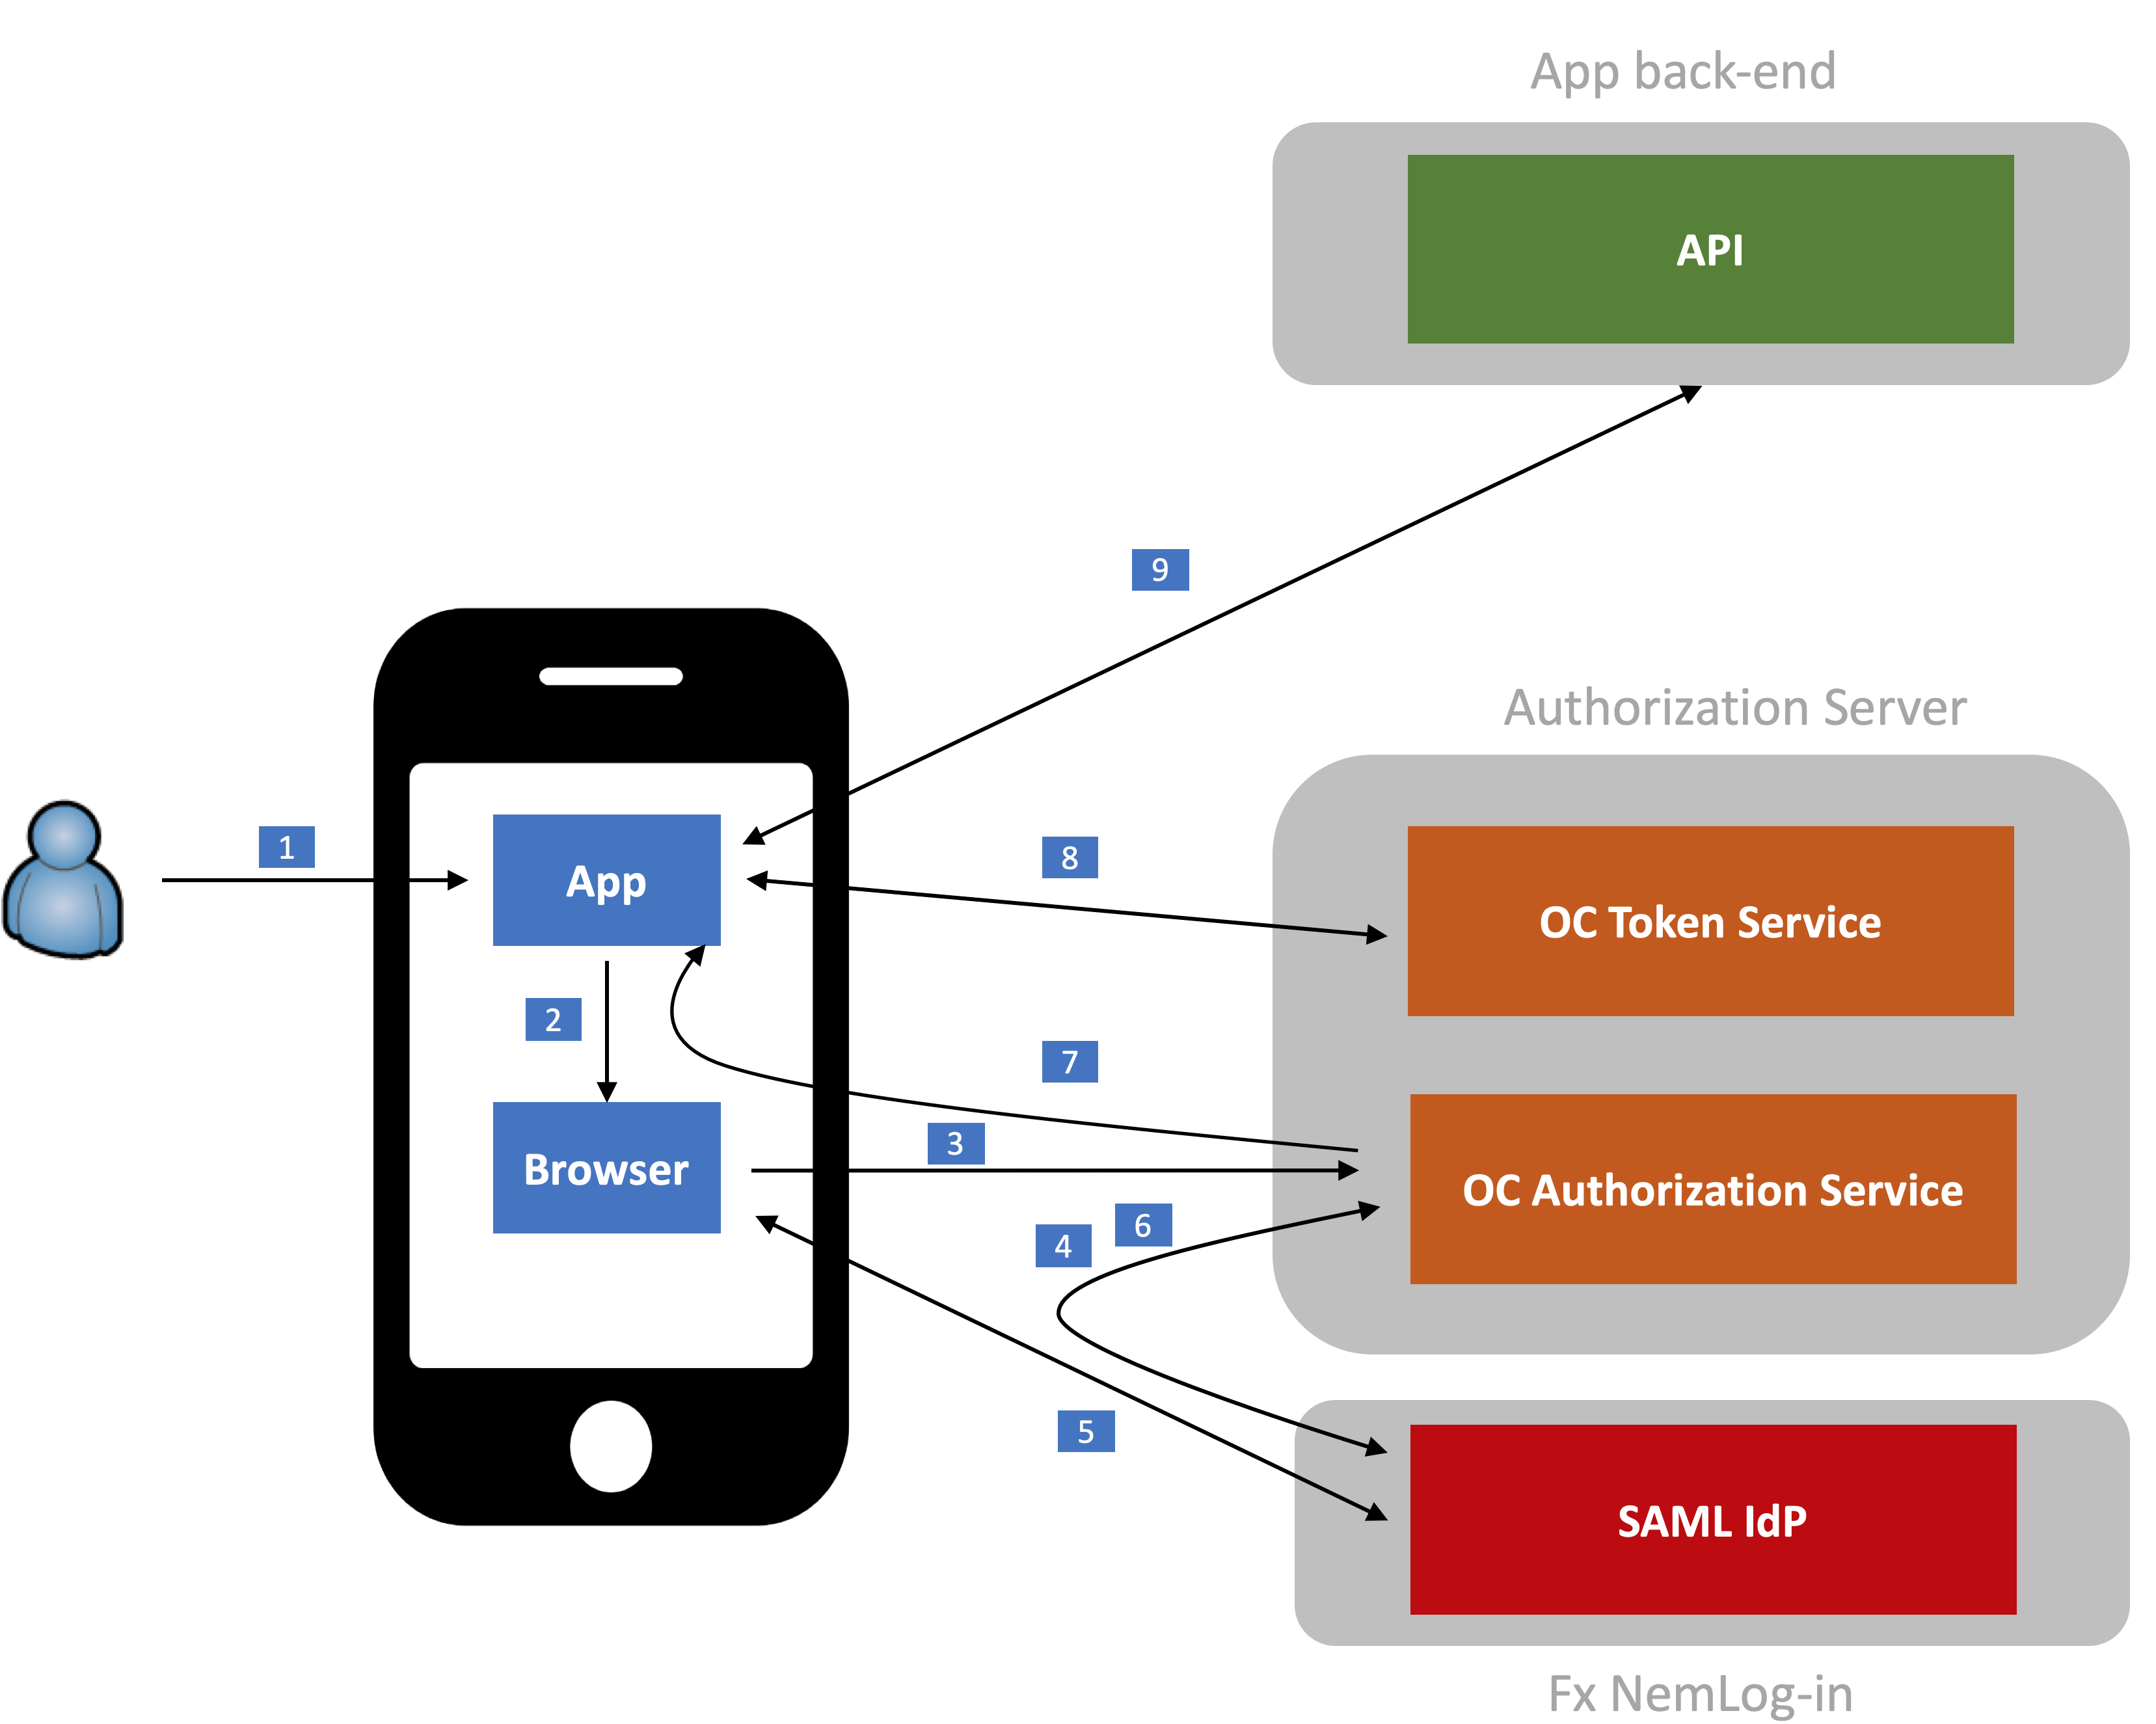 App back-end
API
9
Authorization Server
1
App
8
OC Token Service
2
7
3
Browser
OC Authorization Service
6
4
5
SAML IdP
Fx NemLog-in